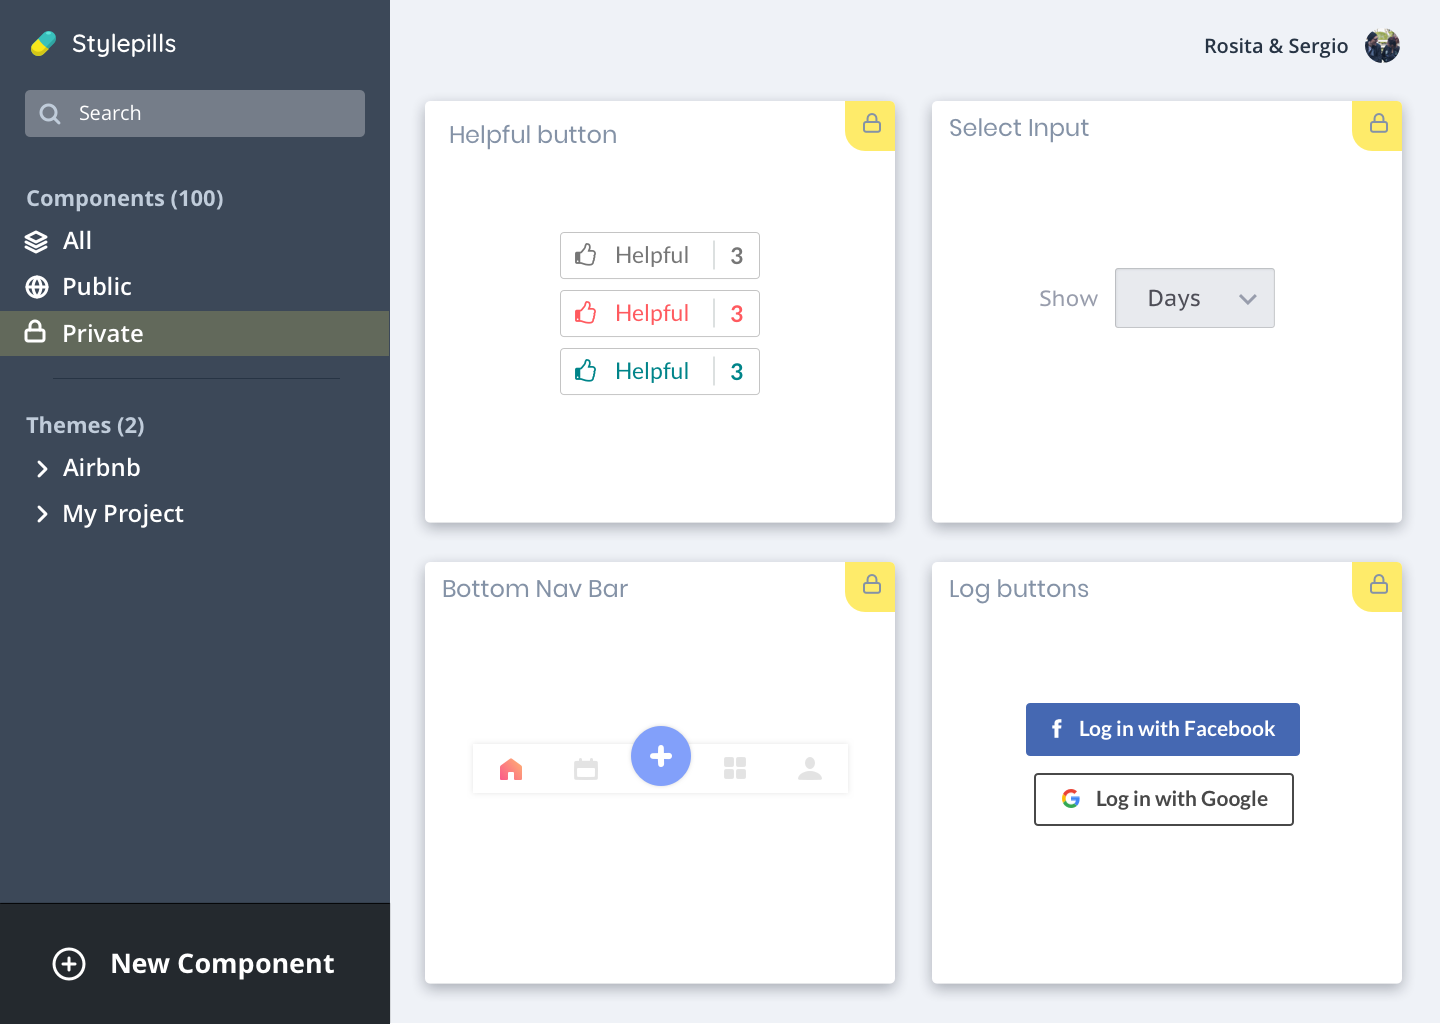 Stylepills
Search
Components (100)
All
Public
Private
Themes (2)
Airbnb
My Project
New Component
Rosita & Sergio
Helpful button
Helpful 3
Helpful 3
Helpful 3
Select Input
Show Days
Bottom Nav Bar
Log buttons
f Log in with Facebook
G Log in with Google